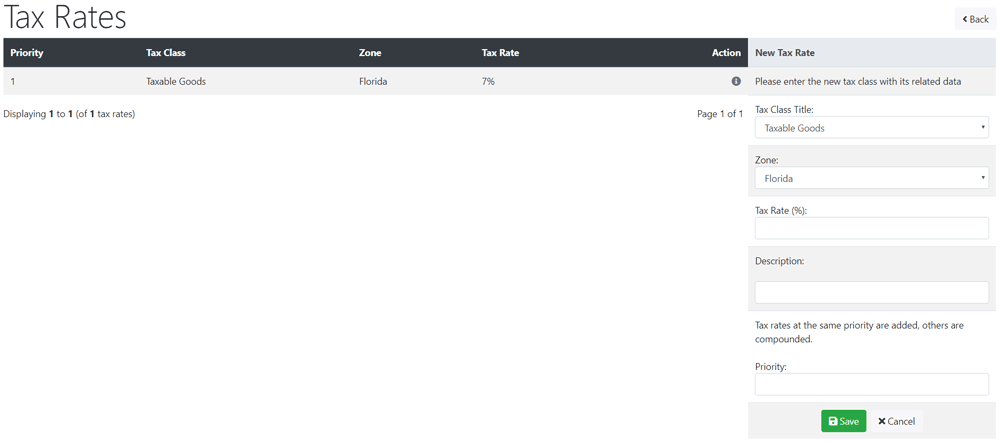 Tax Rates
Back
Priority Tax Class Zone Tax Rate Action
1 Taxable Goods Florida 7%
Displaying 1 to 1 (of 1 tax rates) Page 1 of 1
New Tax Rate
Please enter the new tax class with its related data
Tax Class Title:
Taxable Goods
Zone:
Florida
Tax Rate (%):
Description:
Tax rates at the same priority are added, others are
compounded.
Priority:
Save Cancel